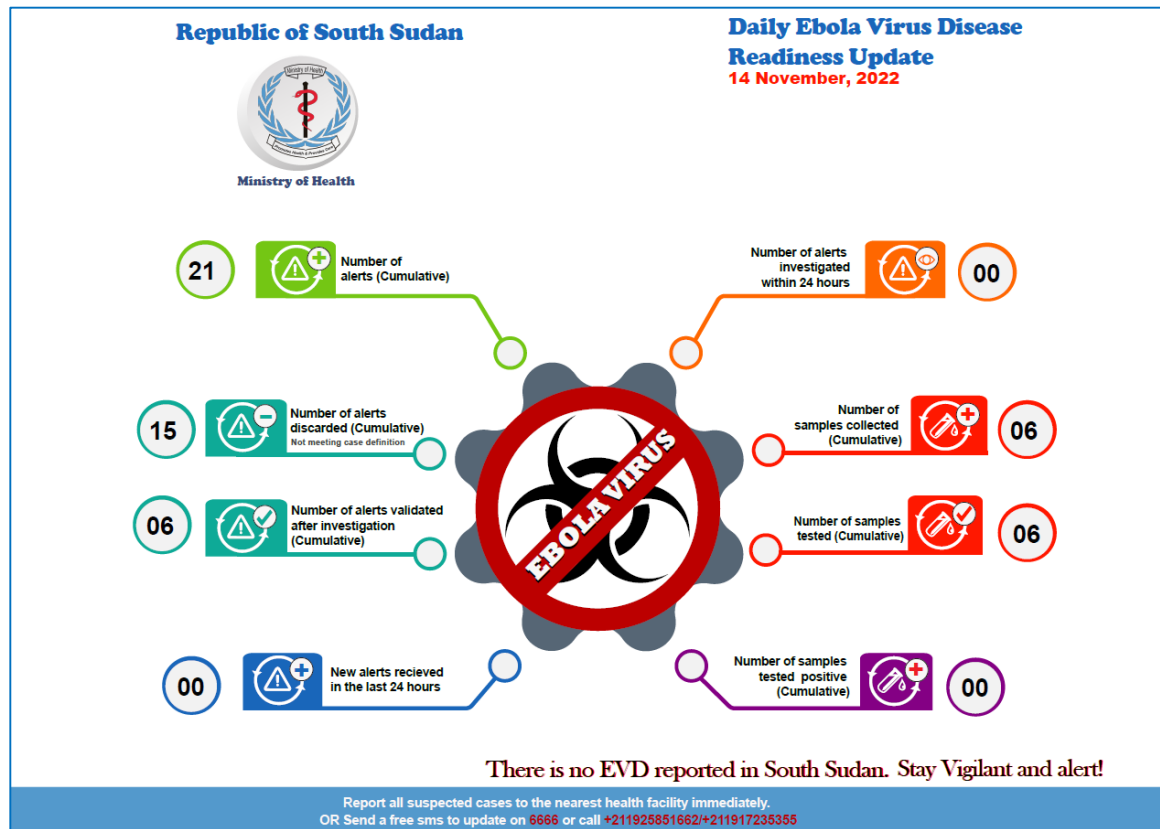 Republic of South Sudan
Ministry of Health
Ministry of Health
Daily Ebola Virus Disease
Readiness Update
14 November, 2022
21
Number of
alerts (Cumulative)
Number of alerts
investigated
within 24 hours
00
15
Number of alerts
discarded (Cumulative)
Not meeting case definition
Number of
samples collected
(Cumulative)
06
06
Number of alerts validated
after investigation
(Cumulative)
Number of samples
tested (Cumulative)
06
EBOLA VIRUS
00
New alerts recieved
in the last 24 hours
Number of samples
tested positive
(Cumulative)
00
There is no EVD reported in South Sudan. Stay Vigilant and alert!
Report all suspected cases to the nearest health facility immediately.
OR Send a free sms to update on 6666 or call +211925851662/+211917235355